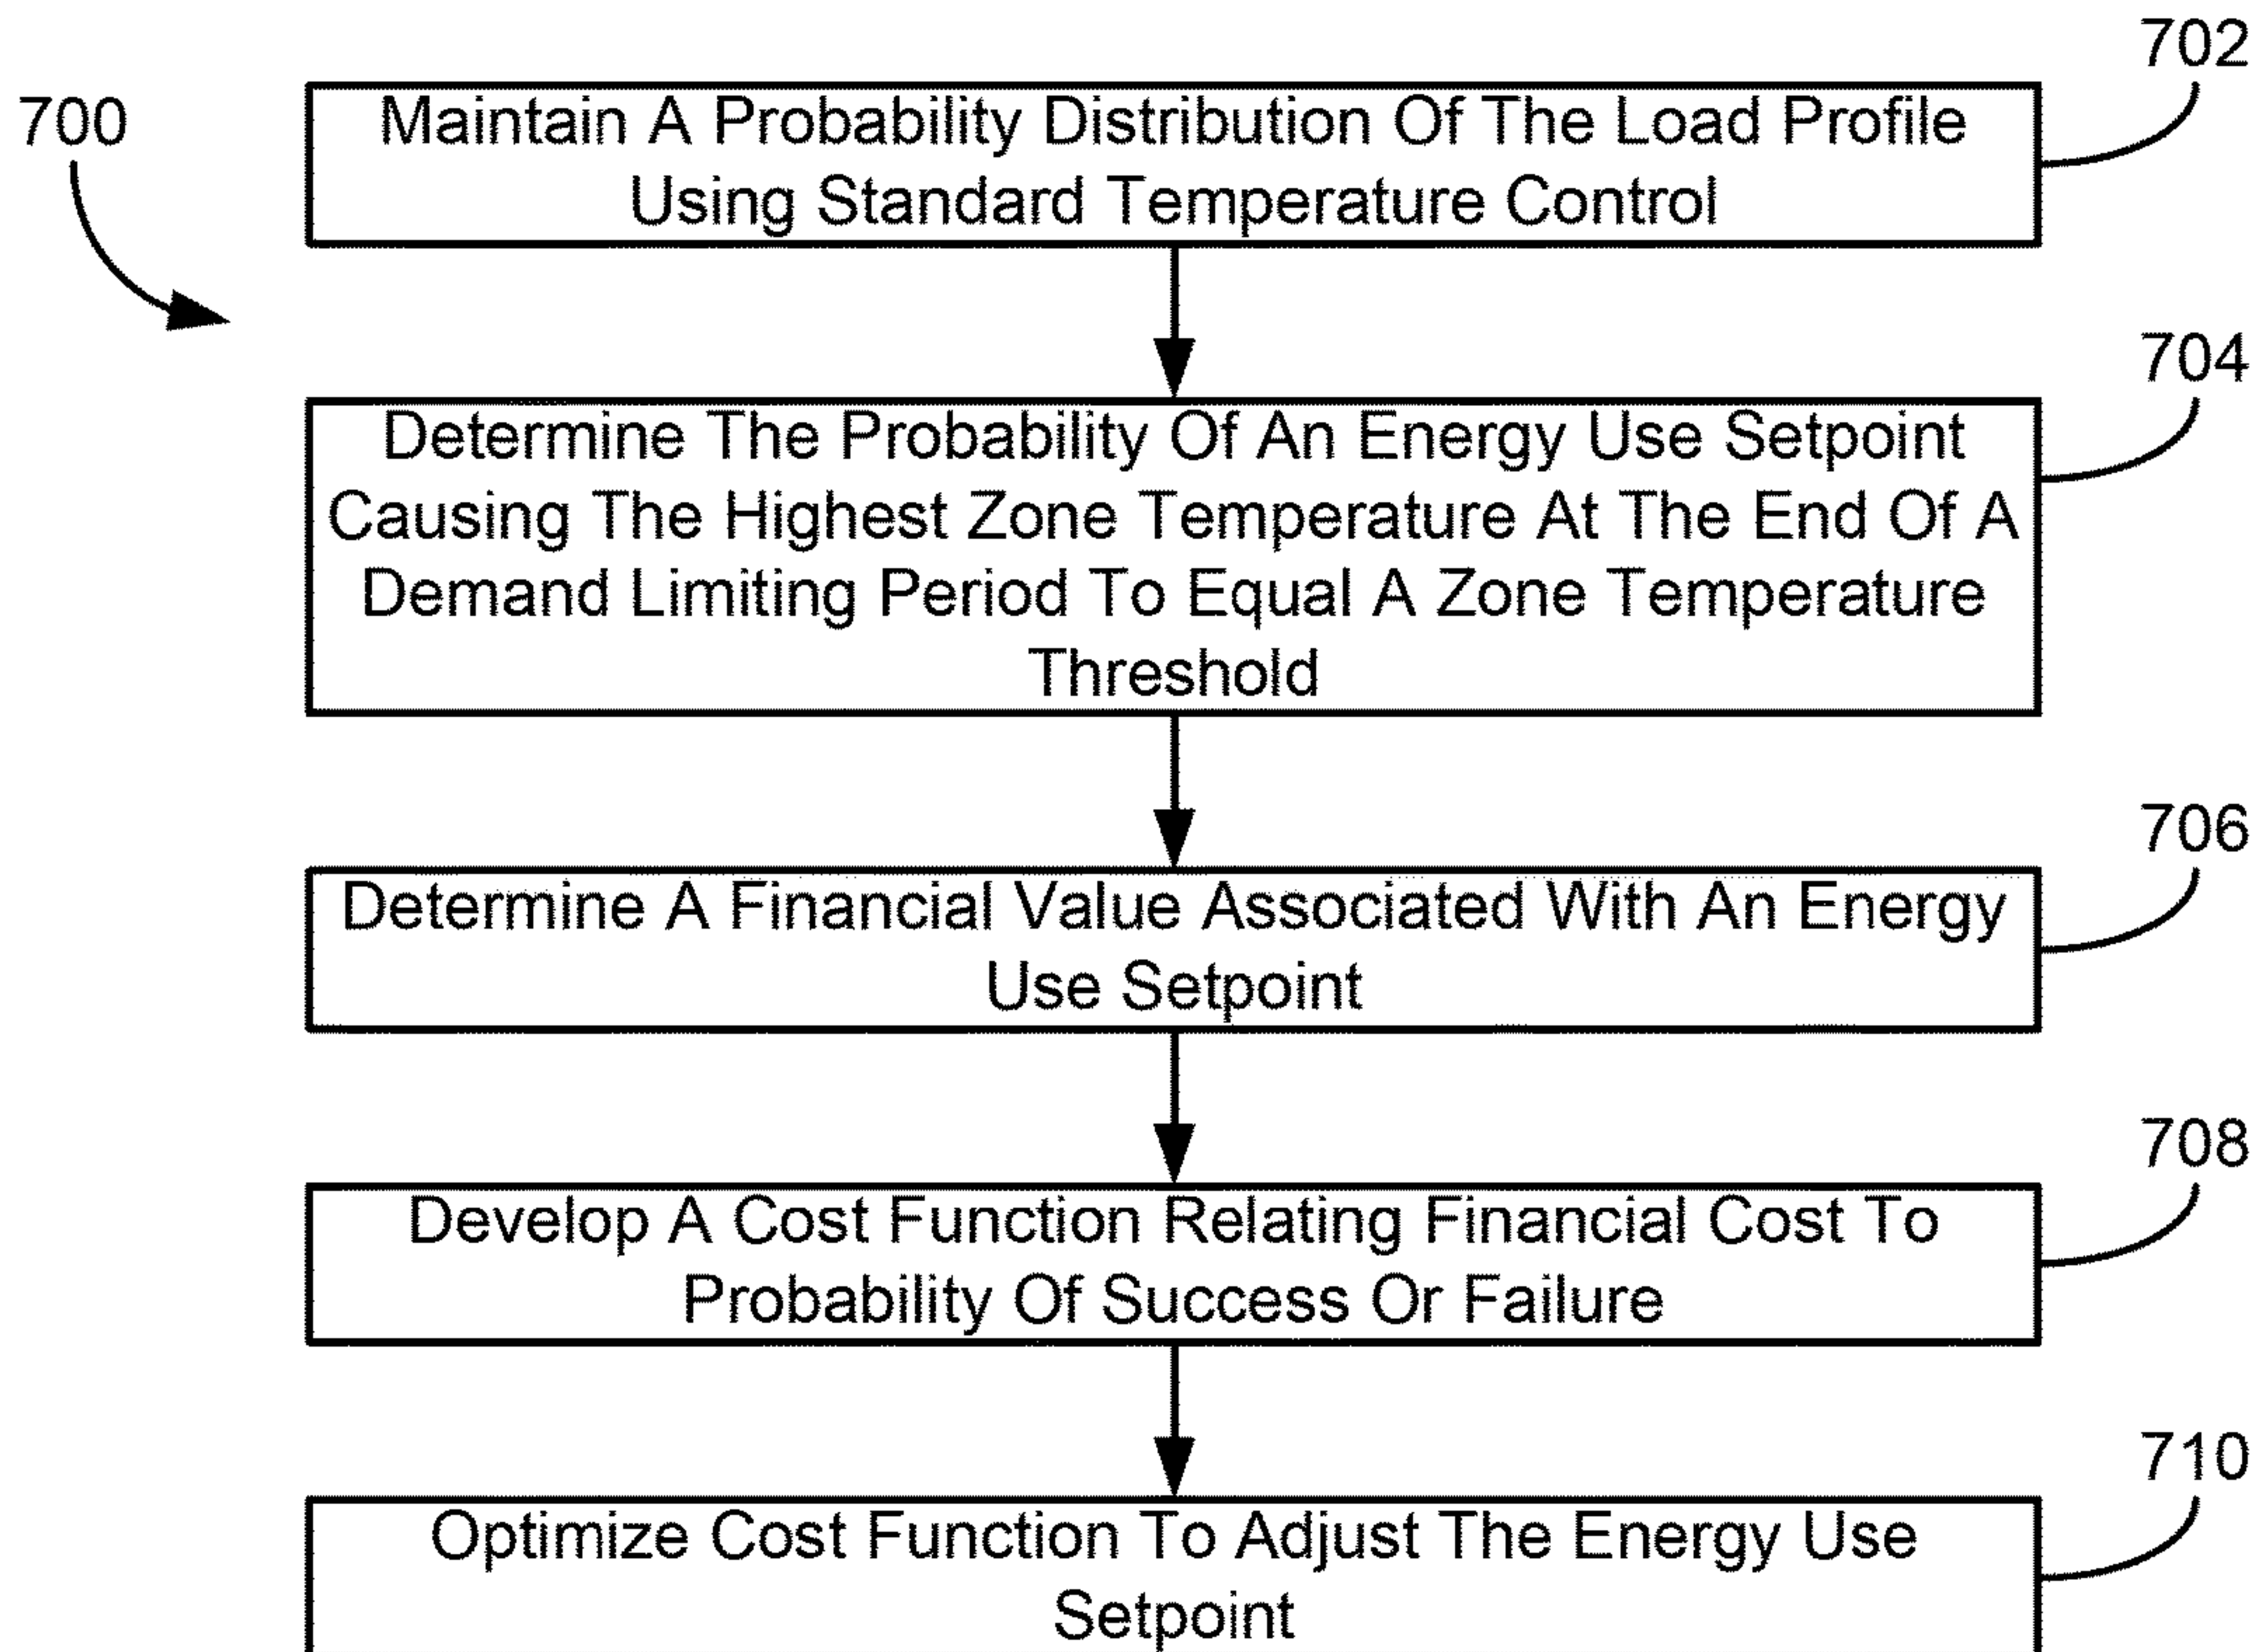 702
700
Maintain A Probability Distribution Of The Load Profile
Using Standard Temperature Control
704
Determine The Probability Of An Energy Use Setpoint
Causing The Highest Zone Temperature At The End Of A
Demand Limiting Period To Equal A Zone Temperature
Threshold
706
Determine A Financial Value Associated With An Energy
Use Setpoint
708
Develop A Cost Function Relating Financial Cost To
Probability Of Success Or Failure
710
Optimize Cost Function To Adjust The Energy Use
Setpoint